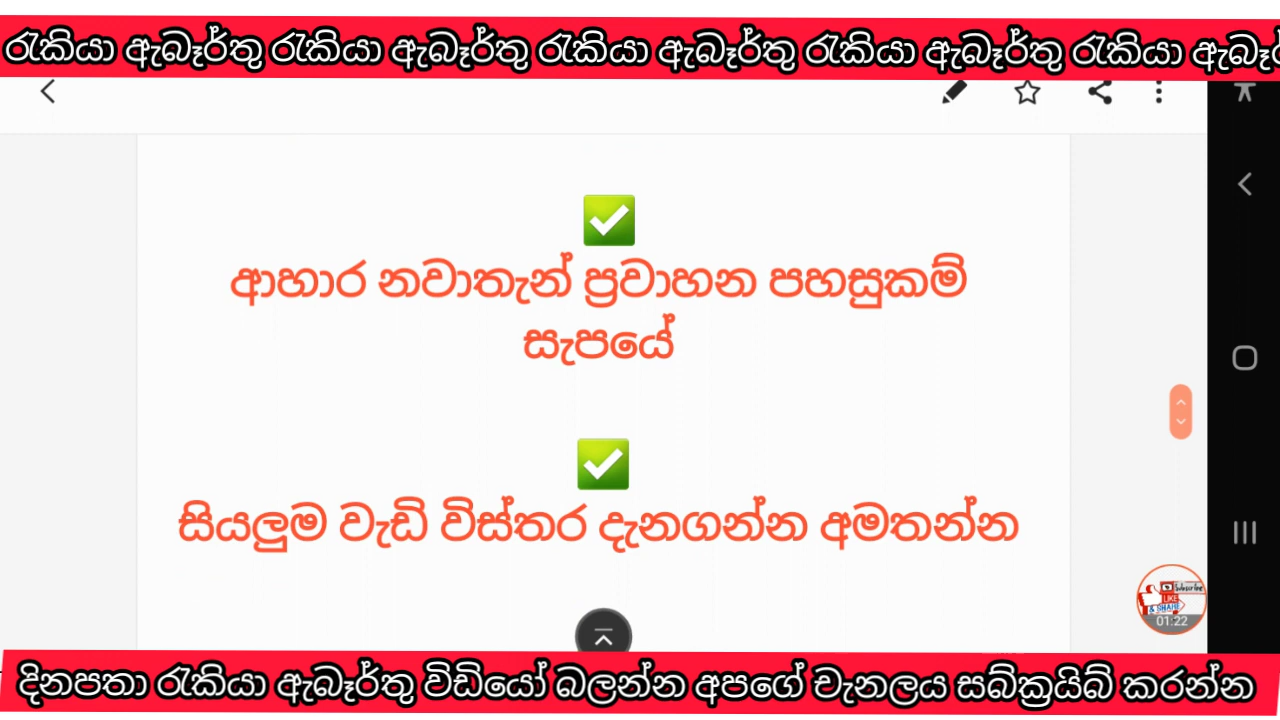 රැකියා ඇබෑර්තු රැකියා ඇබෑර්තු රැකියා ඇබෑර්තු රැකියා ඇබෑර්තු රැකියා ඇබෑර්
ආහාර නවාතැන් ප්‍රවාහන පහසුකම්
සැපයේ
සියලුම වැඩි විස්තර දැනගන්න අමතන්න
Subscribe
LIKE
& SHARE
01:22
දිනපතා රැකියා ඇබෑර්තු විඩියෝ බලන්න අපගේ චැනලය සබ්ක්‍රයිබ් කරන්න